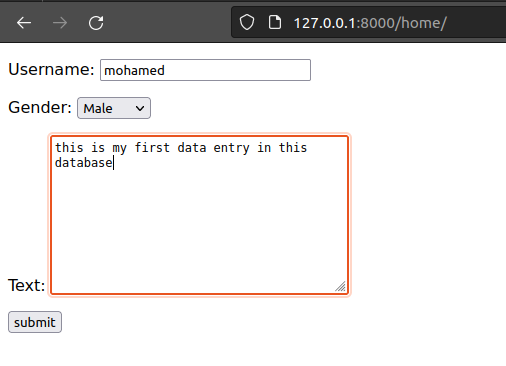 127.0.0.1:8000/home/
Username: mohamed
Gender: Male
this is my first data entry in this
database
Text:
submit